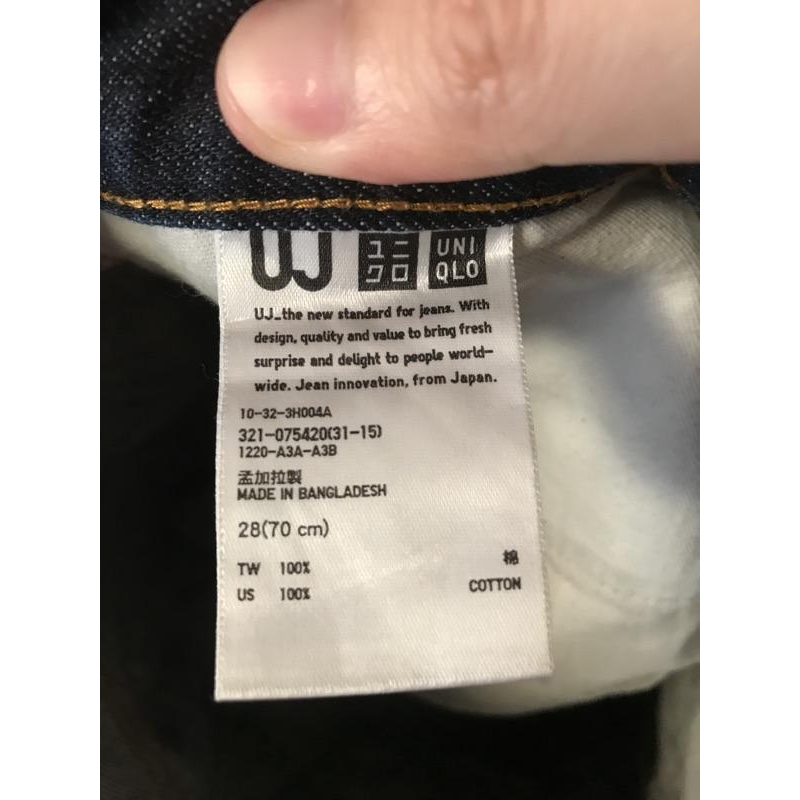 UJ ユニ UNI
クロ QLO
UJ_the new standard for jeans. With
design, quality and value to bring fresh
surprise and delight to people world-
wide. Jean innovation, from Japan.
10-32-3H004A
321-075420(31-15)
1220-A3A-A3B
孟加拉製
MADE IN BANGLADESH
28(70 cm)
TW 100% 棉
US 100% COTTON